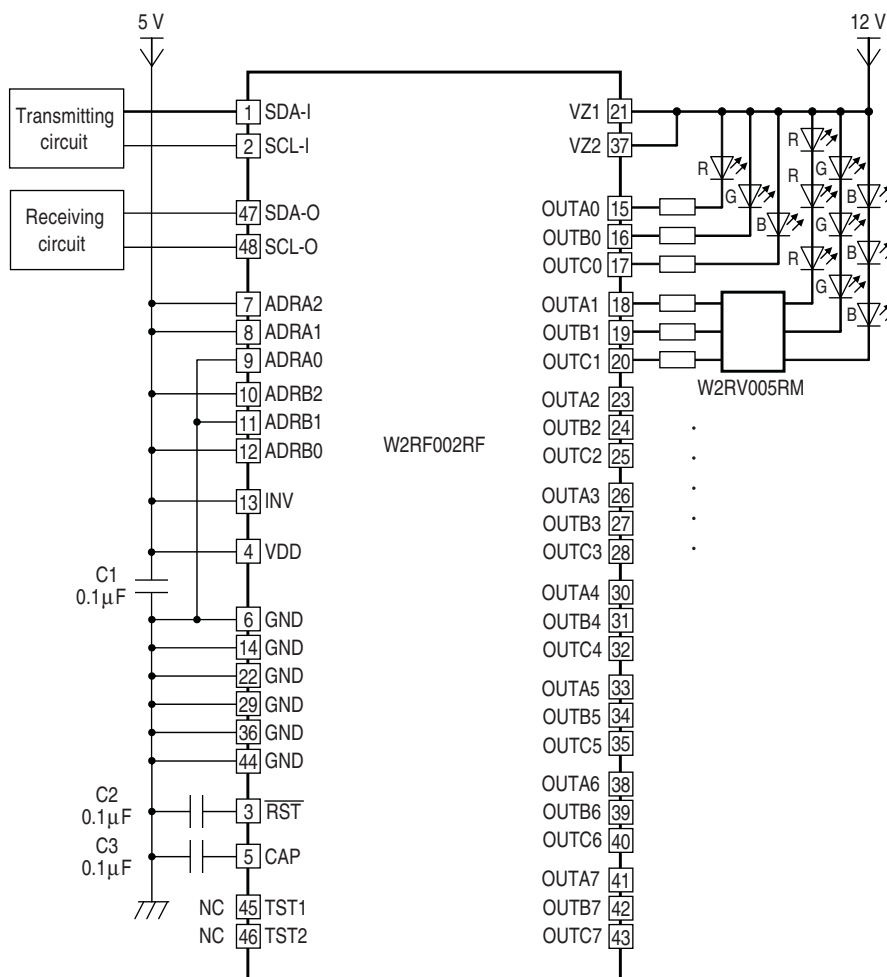 5 V
12 V
Transmitting
circuit
1 SDA-I
2 SCL-I
Receiving
circuit
47 SDA-O
48 SCL-O
7 ADRA2
8 ADRA1
9 ADRA0
10 ADRB2
11 ADRB1
12 ADRB0
13 INV
4 VDD
C1
0.1μF
6 GND
14 GND
22 GND
29 GND
36 GND
44 GND
C2
0.1μF
3 RST
C3
0.1μF
5 CAP
NC 45 TST1
NC 46 TST2
W2RF002RF
VZ1 21
VZ2 37
OUTA0 15
OUTB0 16
OUTC0 17
OUTA1 18
OUTB1 19
OUTC1 20
OUTA2 23
OUTB2 24
OUTC2 25
OUTA3 26
OUTB3 27
OUTC3 28
OUTA4 30
OUTB4 31
OUTC4 32
OUTA5 33
OUTB5 34
OUTC5 35
OUTA6 38
OUTB6 39
OUTC6 40
OUTA7 41
OUTB7 42
OUTC7 43
R
G
B
R
R
R
G
G
G
B
B
B
W2RV005RM